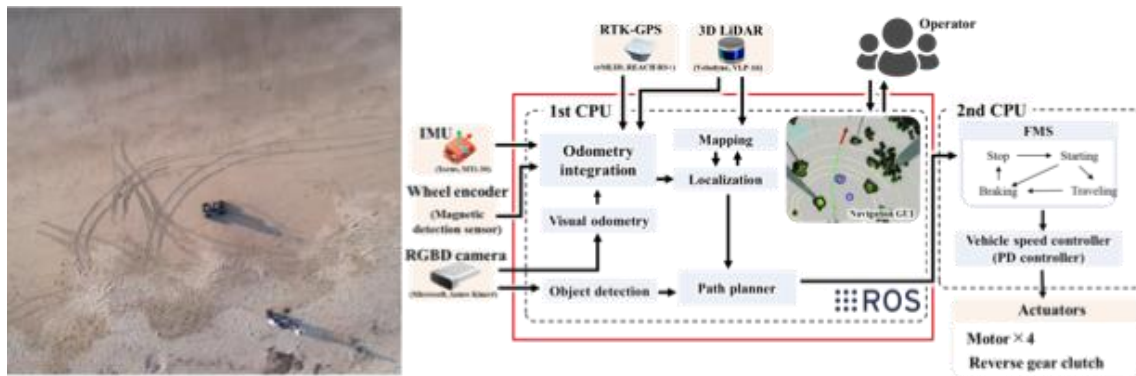 RTK-GPS
3D LiDAR
(Velodyne, VLP-16)
Operator
1st CPU
2nd CPU
IMU
Odometry
integration
Mapping
Localization
FMS
Stop
Starting
Braking
Traveling
Wheel encoder
(Magnetic
detection sensor)
Visual odometry
Navigation GUI
RGBD camera
Object detection
Path planner
ROS
Vehicle speed controller
(PD controller)
Actuators
Motor×4
Reverse gear clutch